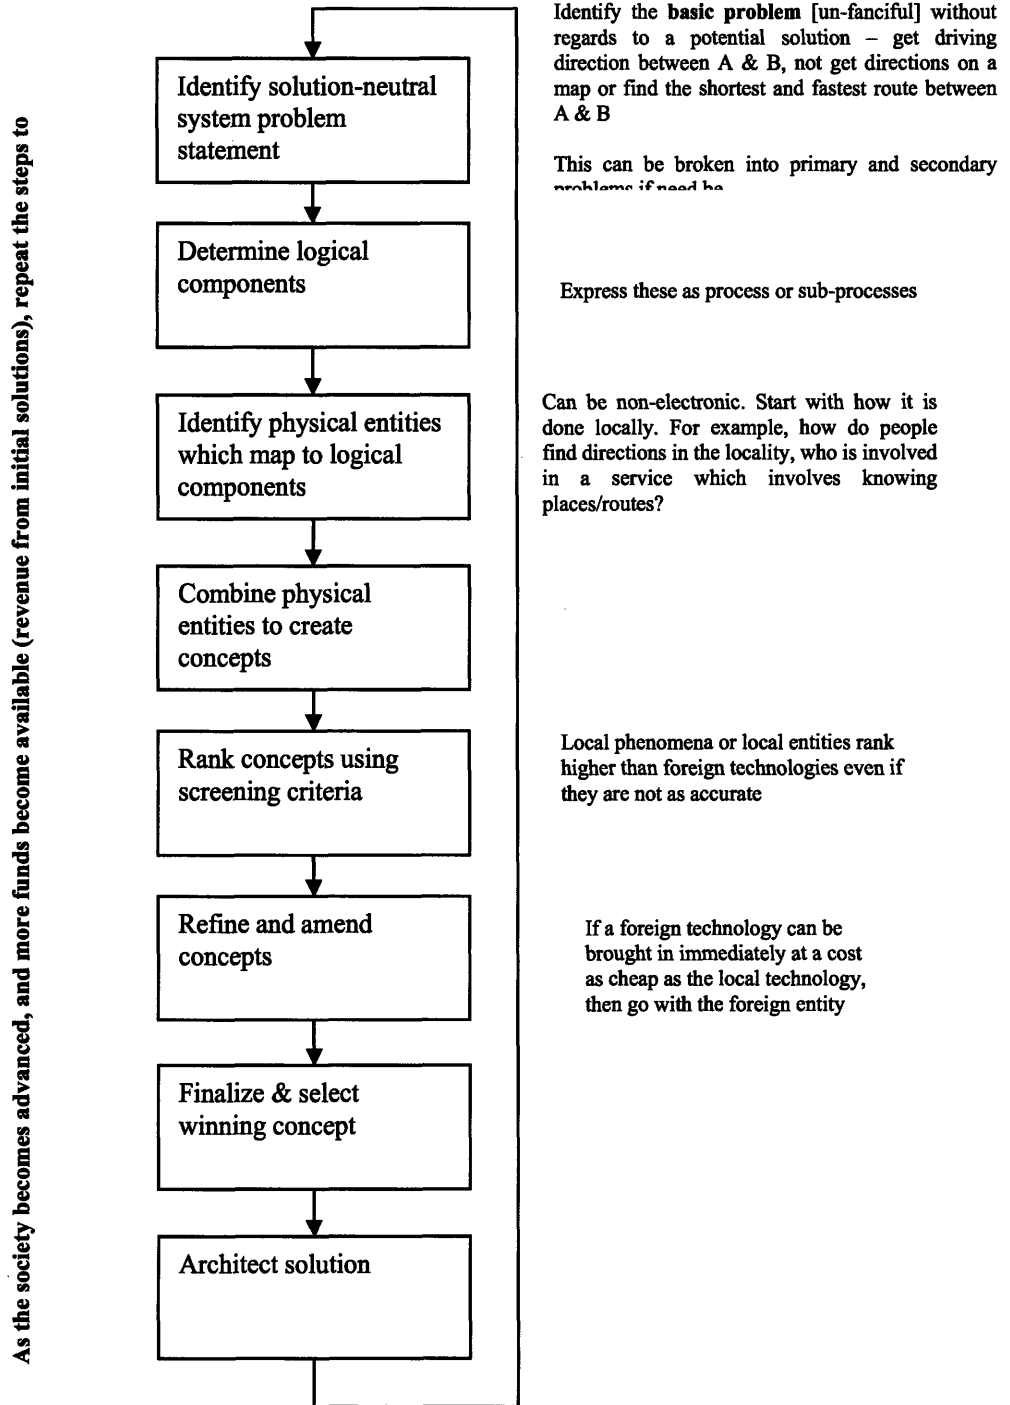 Identify the basic problem [un-fanciful] without
regards to a potential solution – get driving
direction between A & B, not get directions on a
map or find the shortest and fastest route between
A & B
This can be broken into primary and secondary
problems if need be
Identify solution-neutral
system problem
statement
Determine logical
components
Express these as process or sub-processes
Identify physical entities
which map to logical
components
Can be non-electronic. Start with how it is
done locally. For example, how do people
find directions in the locality, who is involved
in a service which involves knowing
places/routes?
Combine physical
entities to create
concepts
Rank concepts using
screening criteria
Local phenomena or local entities rank
higher than foreign technologies even if
they are not as accurate
Refine and amend
concepts
If a foreign technology can be
brought in immediately at a cost
as cheap as the local technology,
then go with the foreign entity
Finalize & select
winning concept
Architect solution
As the society becomes advanced, and more funds become available (revenue from initial solutions), repeat the steps to